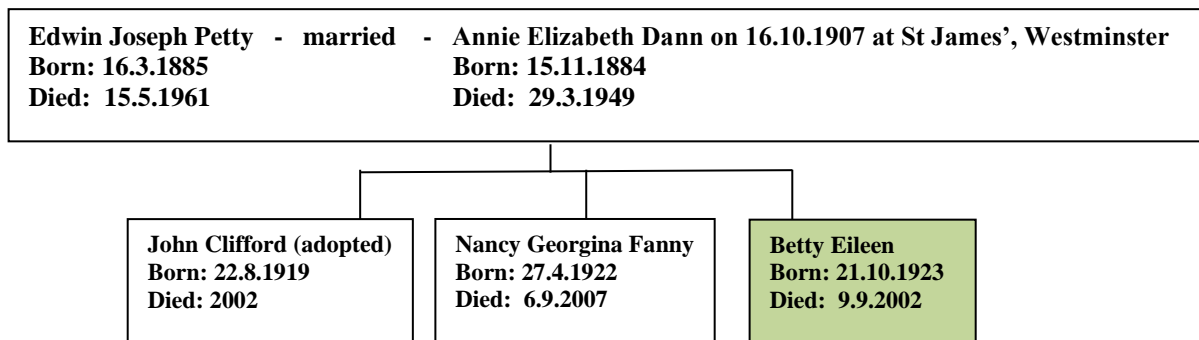 Edwin Joseph Petty - married - Annie Elizabeth Dann on 16.10.1907 at St James’, Westminster
Born: 16.3.1885 Born: 15.11.1884
Died: 15.5.1961 Died: 29.3.1949
John Clifford (adopted)
Born: 22.8.1919
Died: 2002
Nancy Georgina Fanny
Born: 27.4.1922
Died: 6.9.2007
Betty Eileen
Born: 21.10.1923
Died: 9.9.2002